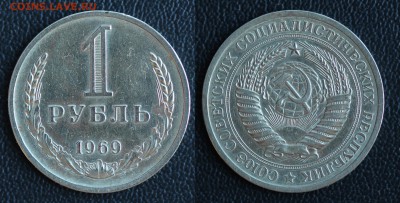 COINS.LAVE.RU
1
РУБЛЬ
1969
СОЮЗ СОВЕТСКИХ СОЦИАЛИСТИЧЕСКИХ РЕСПУБЛИК